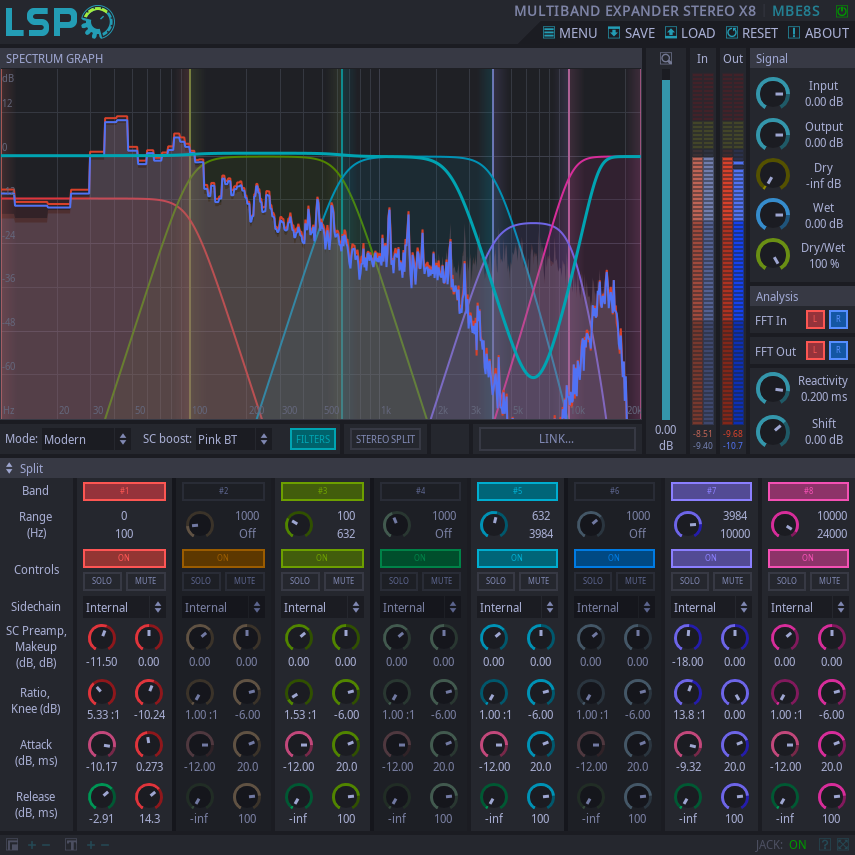 LSP
MULTIBAND EXPANDER STEREO X8 MBE8S
MENU SAVE LOAD RESET ABOUT
SPECTRUM GRAPH
In Out
Signal
dB
12
0
-24
-36
-48
-60
Hz 20 30 50 100 200 300 500 1k 2k 3k 5k 20k
0.00
dB
-8.51 -9.68
-9.40 -10.7
Input
0.00 dB
Output
0.00 dB
Dry
-inf dB
Wet
0.00 dB
Dry/Wet
100 %
Analysis
FFT In L R
FFT Out L R
Reactivity
0.200 ms
Shift
0.00 dB
Mode: Modern SC boost: Pink BT FILTERS STEREO SPLIT LINK...
Split
Band #1 #2 #3 #4 #5 #6 #7 #8
Range
(Hz)
0 1000 100 1000 632 1000 3984 10000
100 Off 632 Off 3984 Off 10000 24000
Controls
ON ON ON ON ON ON ON ON
SOLO MUTE SOLO MUTE SOLO MUTE SOLO MUTE SOLO MUTE SOLO MUTE SOLO MUTE SOLO MUTE
Sidechain Internal Internal Internal Internal Internal Internal Internal Internal
SC Preamp,
Makeup
(dB, dB)
-11.50 0.00 0.00 0.00 0.00 0.00 0.00 0.00 0.00 0.00 0.00 0.00 -18.00 0.00 0.00 0.00
Ratio,
Knee (dB)
5.33 :1 -10.24 1.00 :1 -6.00 1.53 :1 -6.00 1.00 :1 -6.00 1.00 :1 -6.00 1.00 :1 -6.00 13.8 :1 0.00 1.00 :1 -6.00
Attack
(dB, ms)
-10.17 0.273 -12.00 20.0 -12.00 20.0 -12.00 20.0 -12.00 20.0 -12.00 20.0 -9.32 20.0 -12.00 20.0
Release
(dB, ms)
-2.91 14.3 -inf 100 -inf 100 -inf 100 -inf 100 -inf 100 -inf 100 -inf 100
JACK: ON